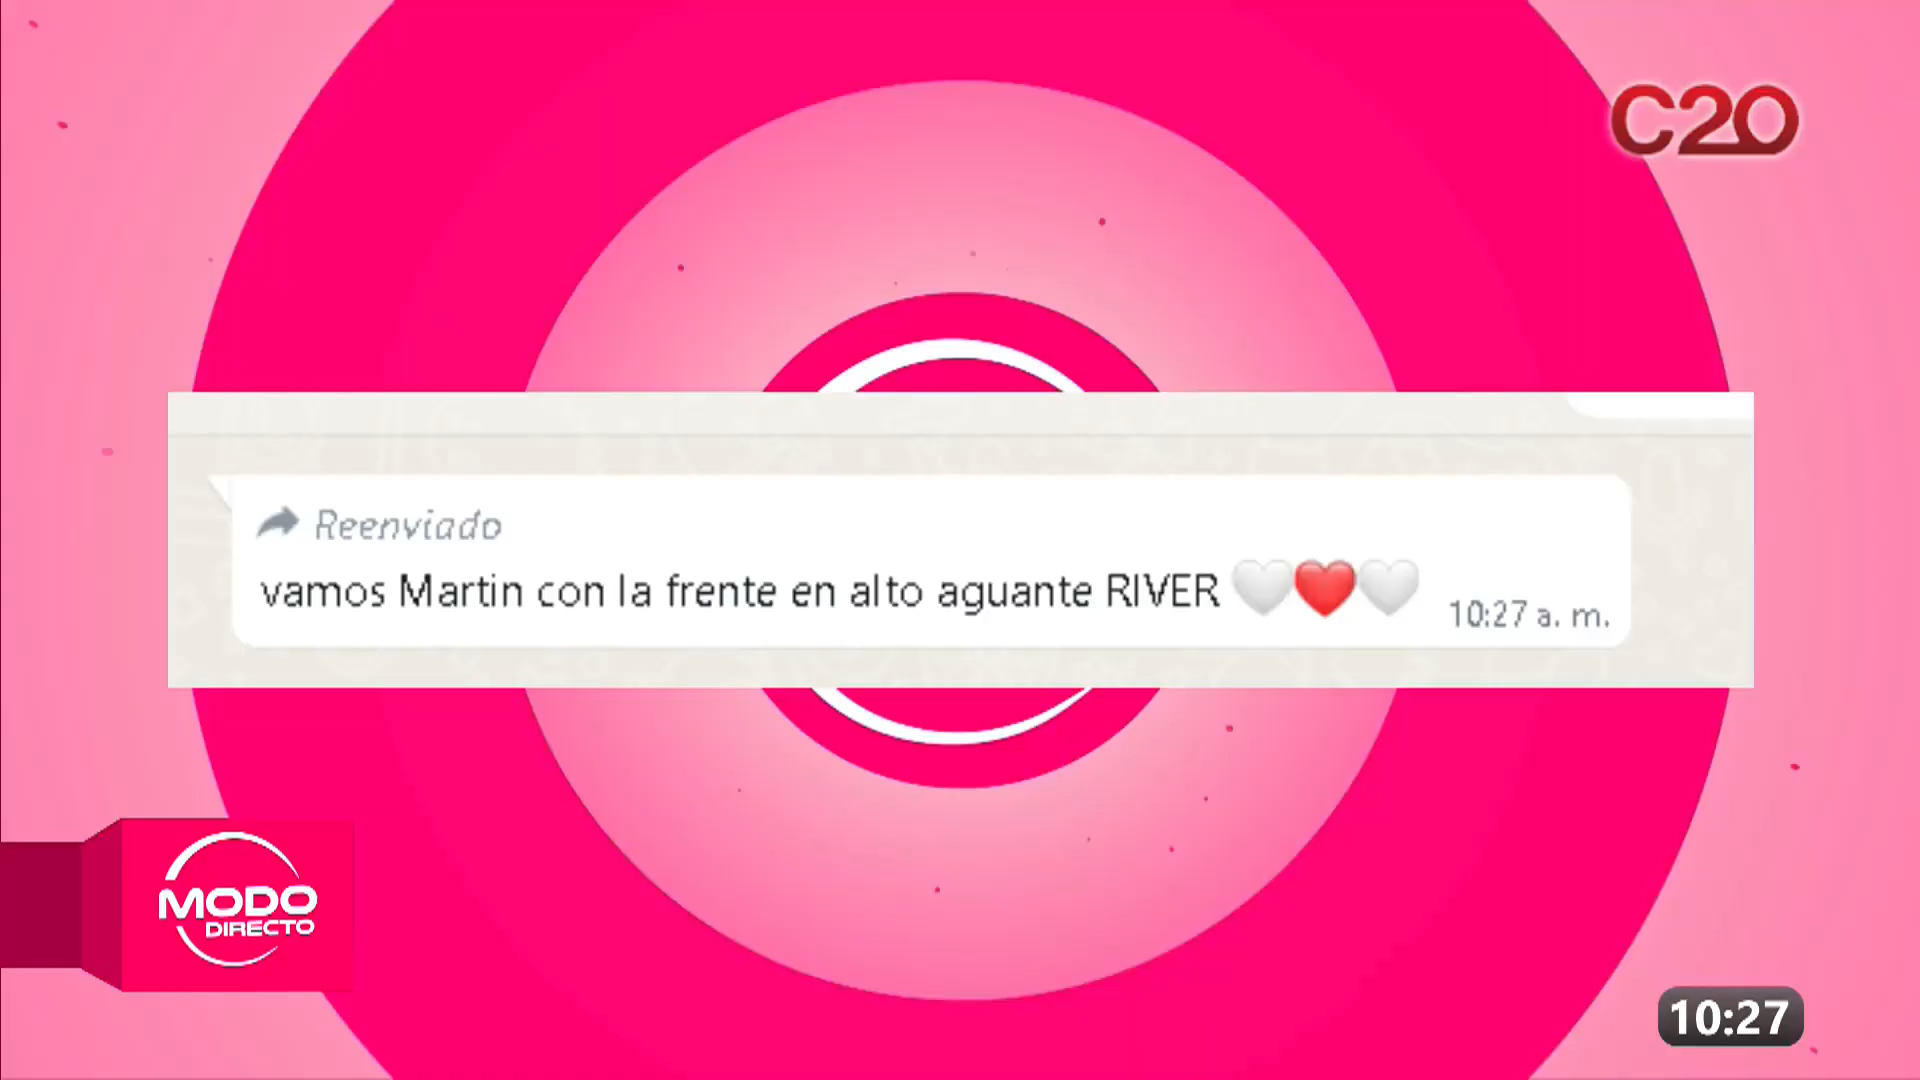 C20
Reenviado
vamos Martin con la frente en alto aguante RIVER 🤍❤️🤍
10:27 a. m.
MODO
DIRECTO
10:27